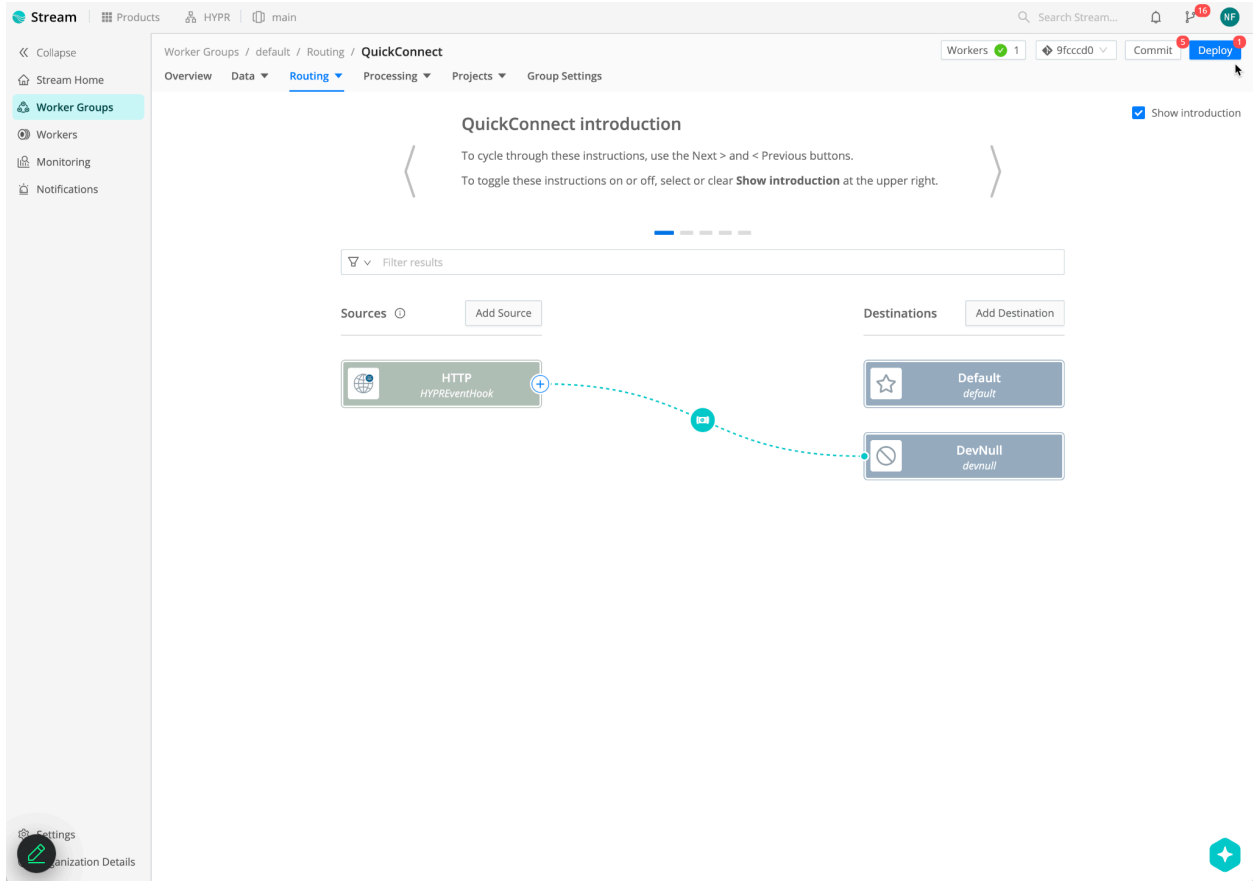 Stream Products HYPR main Search Stream... 16 NF
Collapse
Stream Home
Worker Groups
Workers
Monitoring
Notifications
Worker Groups / default / Routing / QuickConnect Workers 1 9fcccd0 Commit 5 Deploy 1
Overview Data Routing Processing Projects Group Settings
Show introduction
QuickConnect introduction
To cycle through these instructions, use the Next > and < Previous buttons.
To toggle these instructions on or off, select or clear Show introduction at the upper right.
Filter results
Sources Add Source Destinations Add Destination
HTTP
HYPREventHook
Default
default
DevNull
devnull
Settings
anization Details